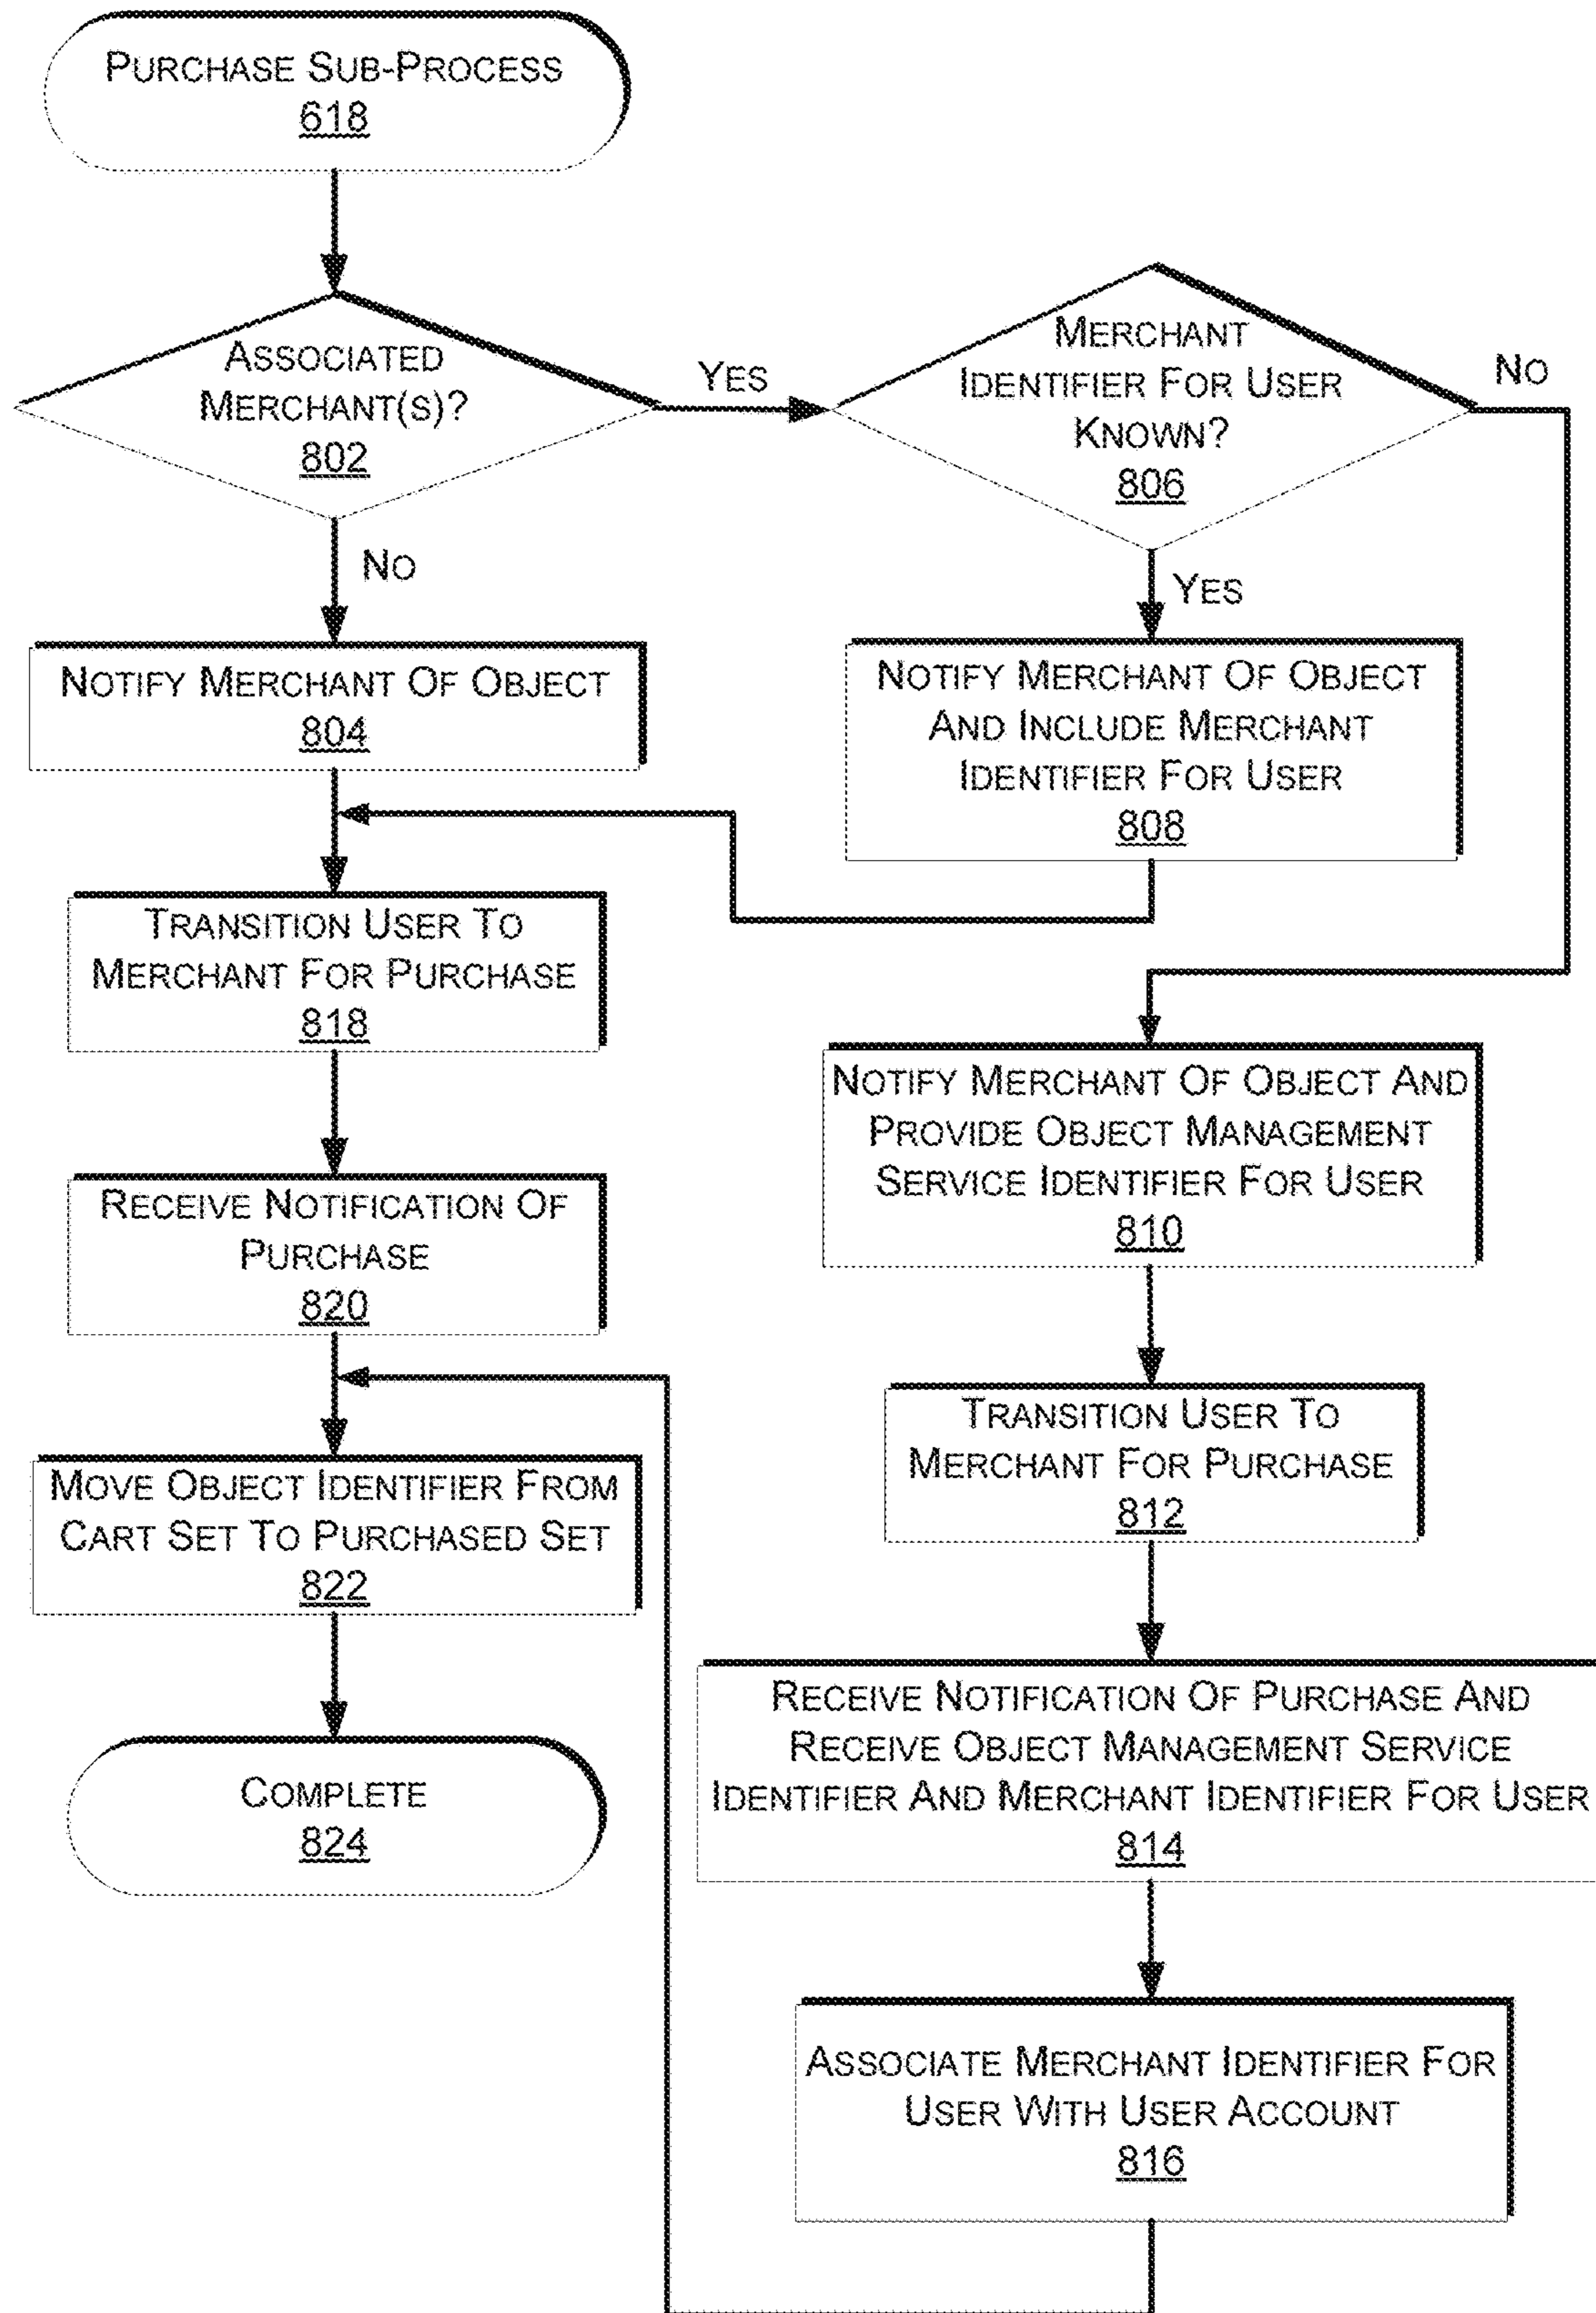 PURCHASE SUB-PROCESS
618
ASSOCIATED
MERCHANT(S)?
802
YES
MERCHANT
IDENTIFIER FOR USER
KNOWN?
806
NO
NO
YES
NOTIFY MERCHANT OF OBJECT
804
NOTIFY MERCHANT OF OBJECT
AND INCLUDE MERCHANT
IDENTIFIER FOR USER
808
TRANSITION USER TO
MERCHANT FOR PURCHASE
818
NOTIFY MERCHANT OF OBJECT AND
PROVIDE OBJECT MANAGEMENT
SERVICE IDENTIFIER FOR USER
810
RECEIVE NOTIFICATION OF
PURCHASE
820
TRANSITION USER TO
MERCHANT FOR PURCHASE
812
MOVE OBJECT IDENTIFIER FROM
CART SET TO PURCHASED SET
822
RECEIVE NOTIFICATION OF PURCHASE AND
RECEIVE OBJECT MANAGEMENT SERVICE
IDENTIFIER AND MERCHANT IDENTIFIER FOR USER
814
COMPLETE
824
ASSOCIATE MERCHANT IDENTIFIER FOR
USER WITH USER ACCOUNT
816